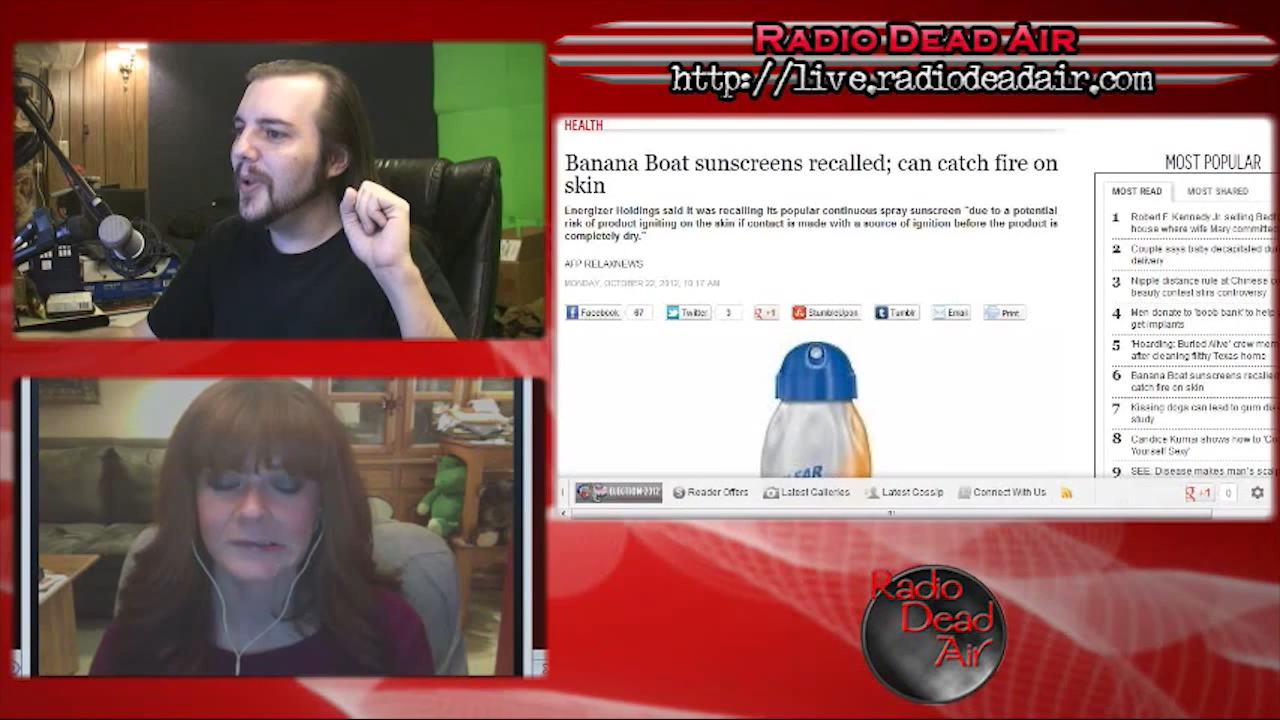 RADIO DEAD AIR
http://live.radiodeadair.com
HEALTH
Banana Boat sunscreens recalled; can catch fire on
skin
Energizer Holdings said it was recalling its popular continuous spray sunscreen "due to a potential
risk of product igniting on the skin if contact is made with a source of ignition before the product is
completely dry."
AFP RELAXNEWS
MONDAY, OCTOBER 22, 2012, 10:17 AM
Facebook 67 Twitter 3 +1 StumbleUpon Tumblr Email Print
MOST POPULAR
MOST READ MOST SHARED
1 Robert F. Kennedy Jr. selling
house where wife Mary committed
2 Couple says baby decapitated
delivery
3 Nipple distance rule at Chinese
beauty contest stirs controversy
4 Men donate to 'boob bank' to help
get implants
5 'Hoarding: Buried Alive' crew
after cleaning filthy Texas home
6 Banana Boat sunscreens
catch fire on skin
7 Kissing dogs can lead to gum
study
8 Candice Kumai shows how to
Yourself Sexy'
9 SEE: Disease makes man's
ELECTION 2012 Reader Offers Latest Galleries Latest Gossip Connect With Us +1 0
Radio
Dead
Air